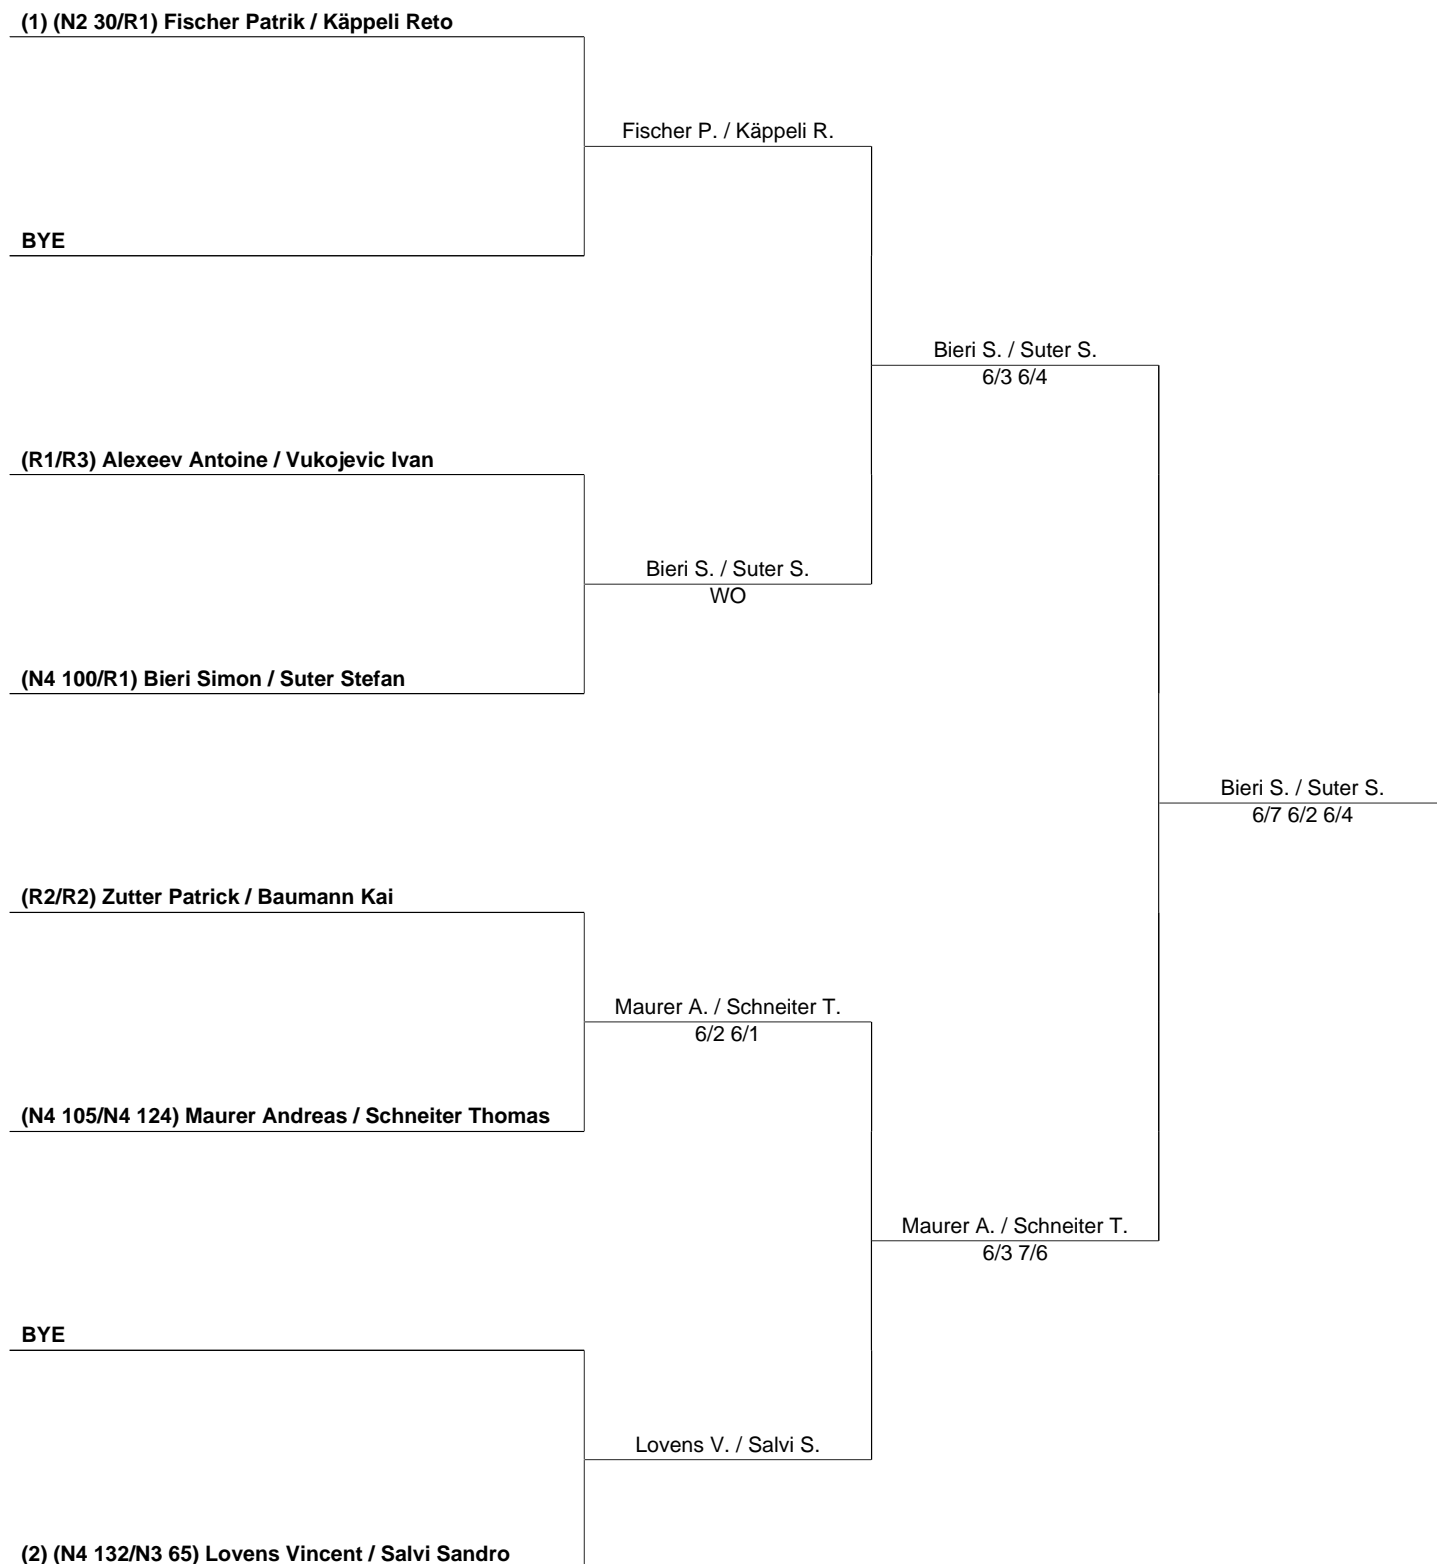 (1) (N2 30/R1) Fischer Patrik / Käppeli Reto
Fischer P. / Käppeli R.
BYE
Bieri S. / Suter S.
6/3 6/4
(R1/R3) Alexeev Antoine / Vukojevic Ivan
Bieri S. / Suter S.
WO
(N4 100/R1) Bieri Simon / Suter Stefan
Bieri S. / Suter S.
6/7 6/2 6/4
(R2/R2) Zutter Patrick / Baumann Kai
Maurer A. / Schneiter T.
6/2 6/1
(N4 105/N4 124) Maurer Andreas / Schneiter Thomas
Maurer A. / Schneiter T.
6/3 7/6
BYE
Lovens V. / Salvi S.
(2) (N4 132/N3 65) Lovens Vincent / Salvi Sandro